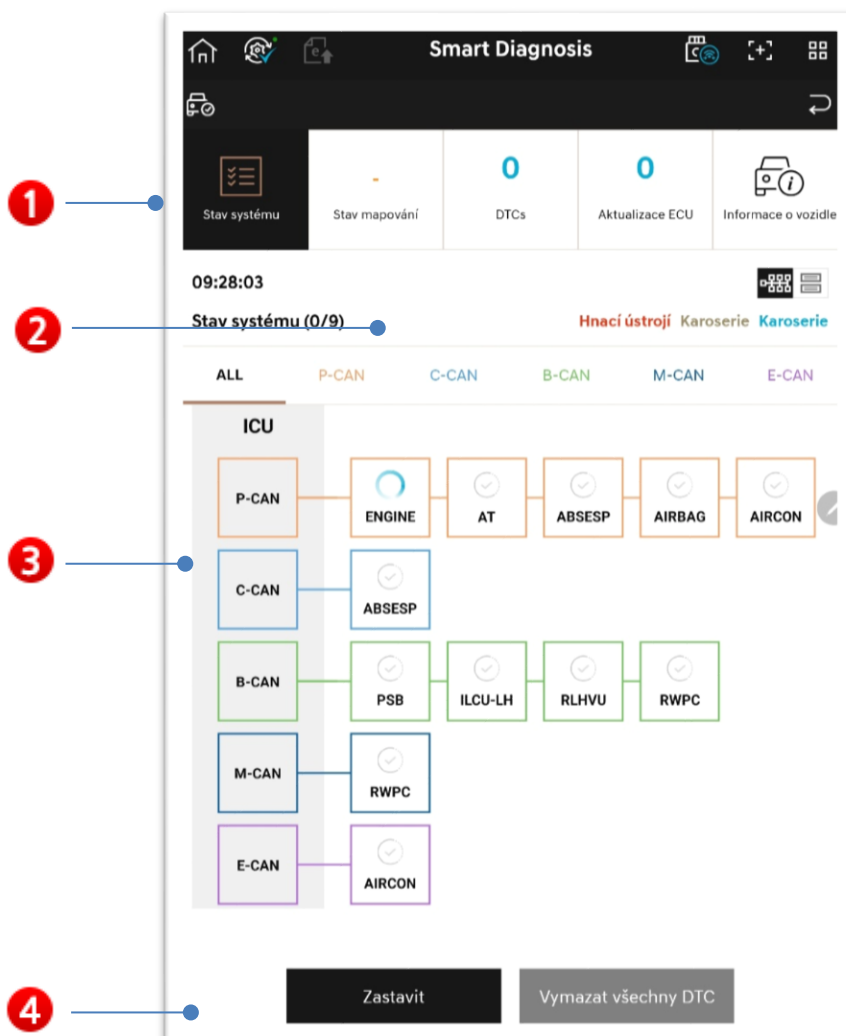 Smart Diagnosis
1
Stav systému
-
Stav mapování
0
DTCs
0
Aktualizace ECU
Informace o vozidle
09:28:03
2
Stav systému (0/9)
Hnací ústrojí Karoserie Karoserie
ALL P-CAN C-CAN B-CAN M-CAN E-CAN
ICU
P-CAN ENGINE AT ABSESP AIRBAG AIRCON
3
C-CAN ABSESP
B-CAN PSB ILCU-LH RLHVU RWPC
M-CAN RWPC
E-CAN AIRCON
4
Zastavit Vymazat všechny DTC